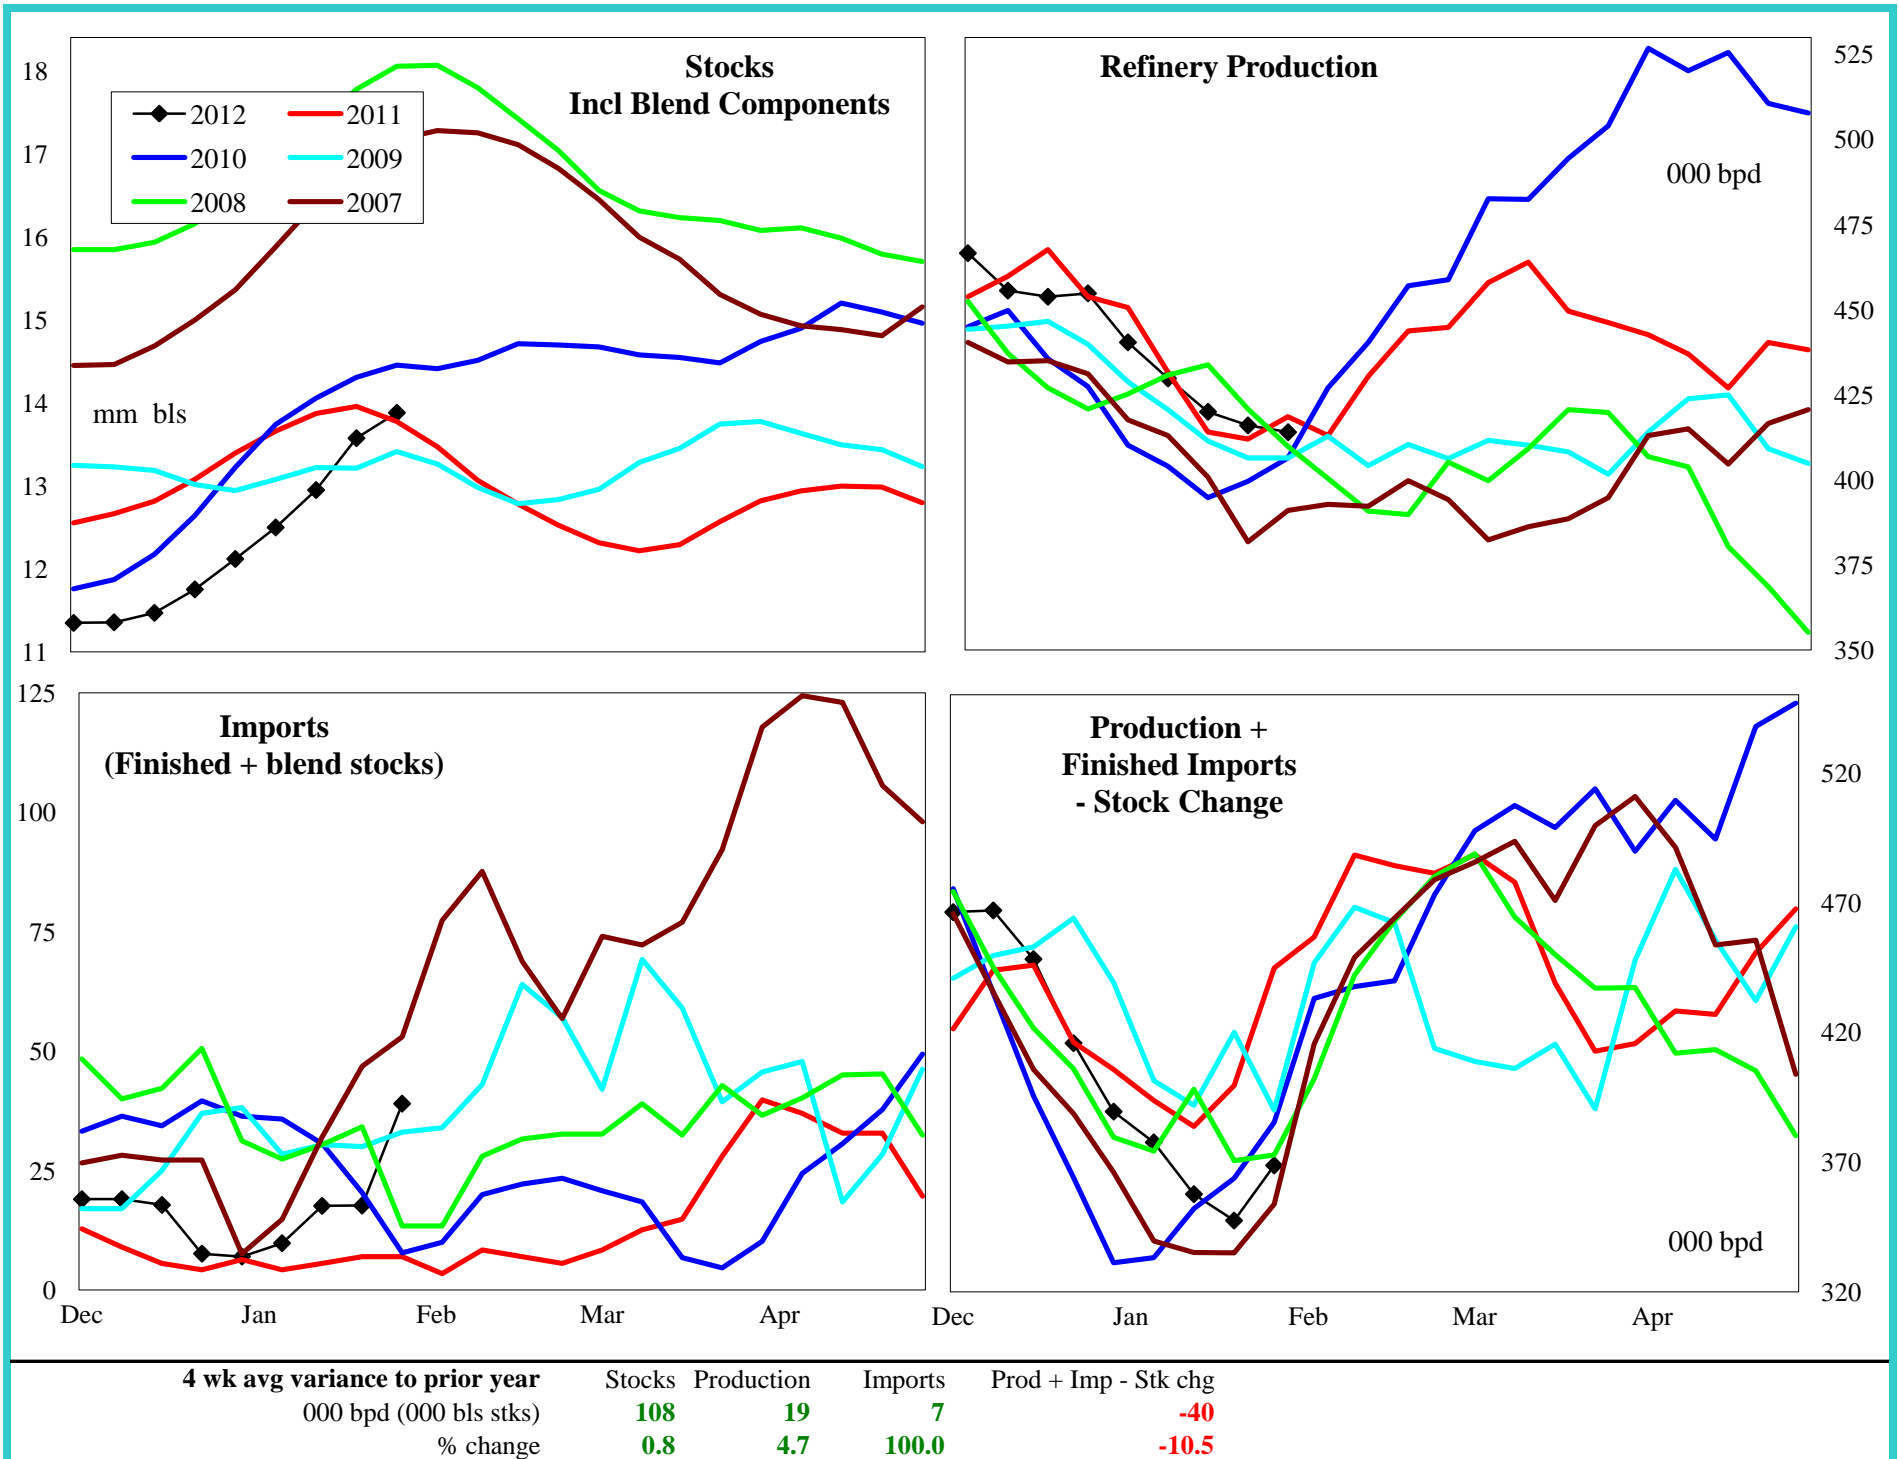 Stocks
Incl Blend Components
18
17
16
15
14
13
12
11
2012 2011
2010 2009
2008 2007
mm bls
Refinery Production
000 bpd
525
500
475
450
425
400
375
350
Imports
(Finished + blend stocks)
125
100
75
50
25
0
Dec Jan Feb Mar Apr
Production +
Finished Imports
- Stock Change
000 bpd
520
470
420
370
320
Dec Jan Feb Mar Apr
4 wk avg variance to prior year Stocks Production Imports Prod + Imp - Stk chg
000 bpd (000 bls stks) 108 19 7 -40
% change 0.8 4.7 100.0 -10.5